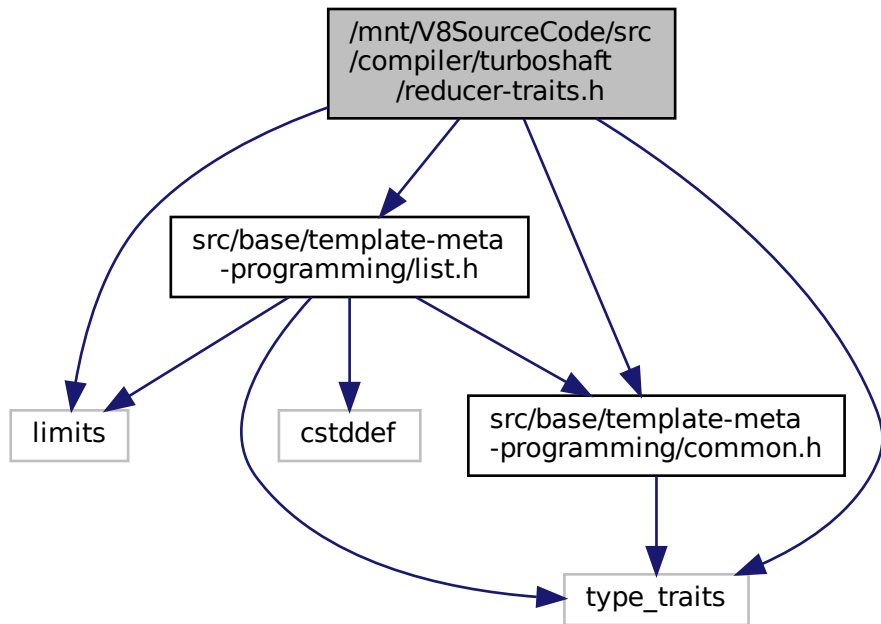 /mnt/V8SourceCode/src
/compiler/turboshaft
/reducer-traits.h
src/base/template-meta
-programming/list.h
limits
cstddef
src/base/template-meta
-programming/common.h
type_traits